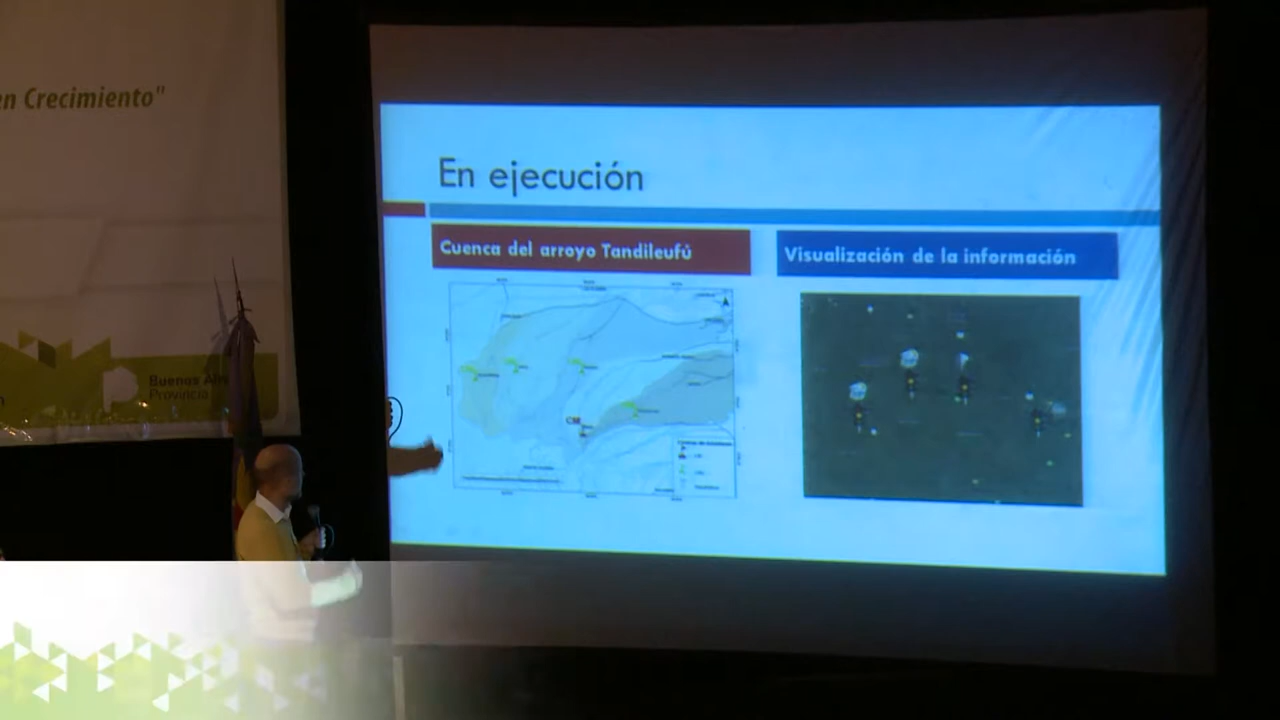 en Crecimiento"
En ejecución
Cuenca del arroyo Tandileufú
Visualización de la información
Buenos Aires
Provincia